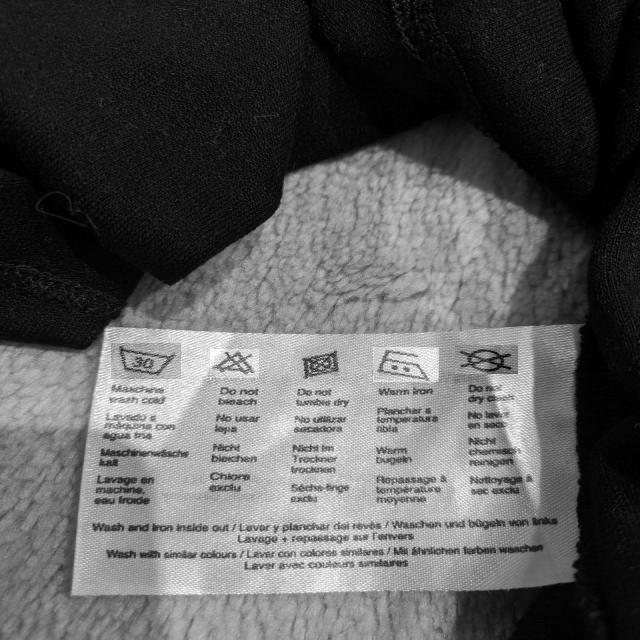 30
Machine
wash cold
Lavado a
máquina con
agua fria
Maschinenwäsche
kalt
Lavage en
machine,
eau froide
Do not
bleach
No usar
lejia
Nicht
bleichen
Chlore
exclu
Do not
tumble dry
No utilizar
secadora
Nicht im
Trockner
trocknen
Séche-linge
exclu
Warm iron
Planchar a
temperatura
tibia
Warm
bugeln
Repassage à
température
moyenne
Do not
dry clean
No lavar
en seco
Nicht
chemisch
reinigen
Nettoyage à
sec exclu
Wash and iron inside out / Lavar y planchar del revés / Waschen und bügeln von links
Lavage + repassage sur l'envers
Wash with similar colours / Lavar con colores similares / Mit ähnlichen farben waschen
Laver avec couleurs similaires